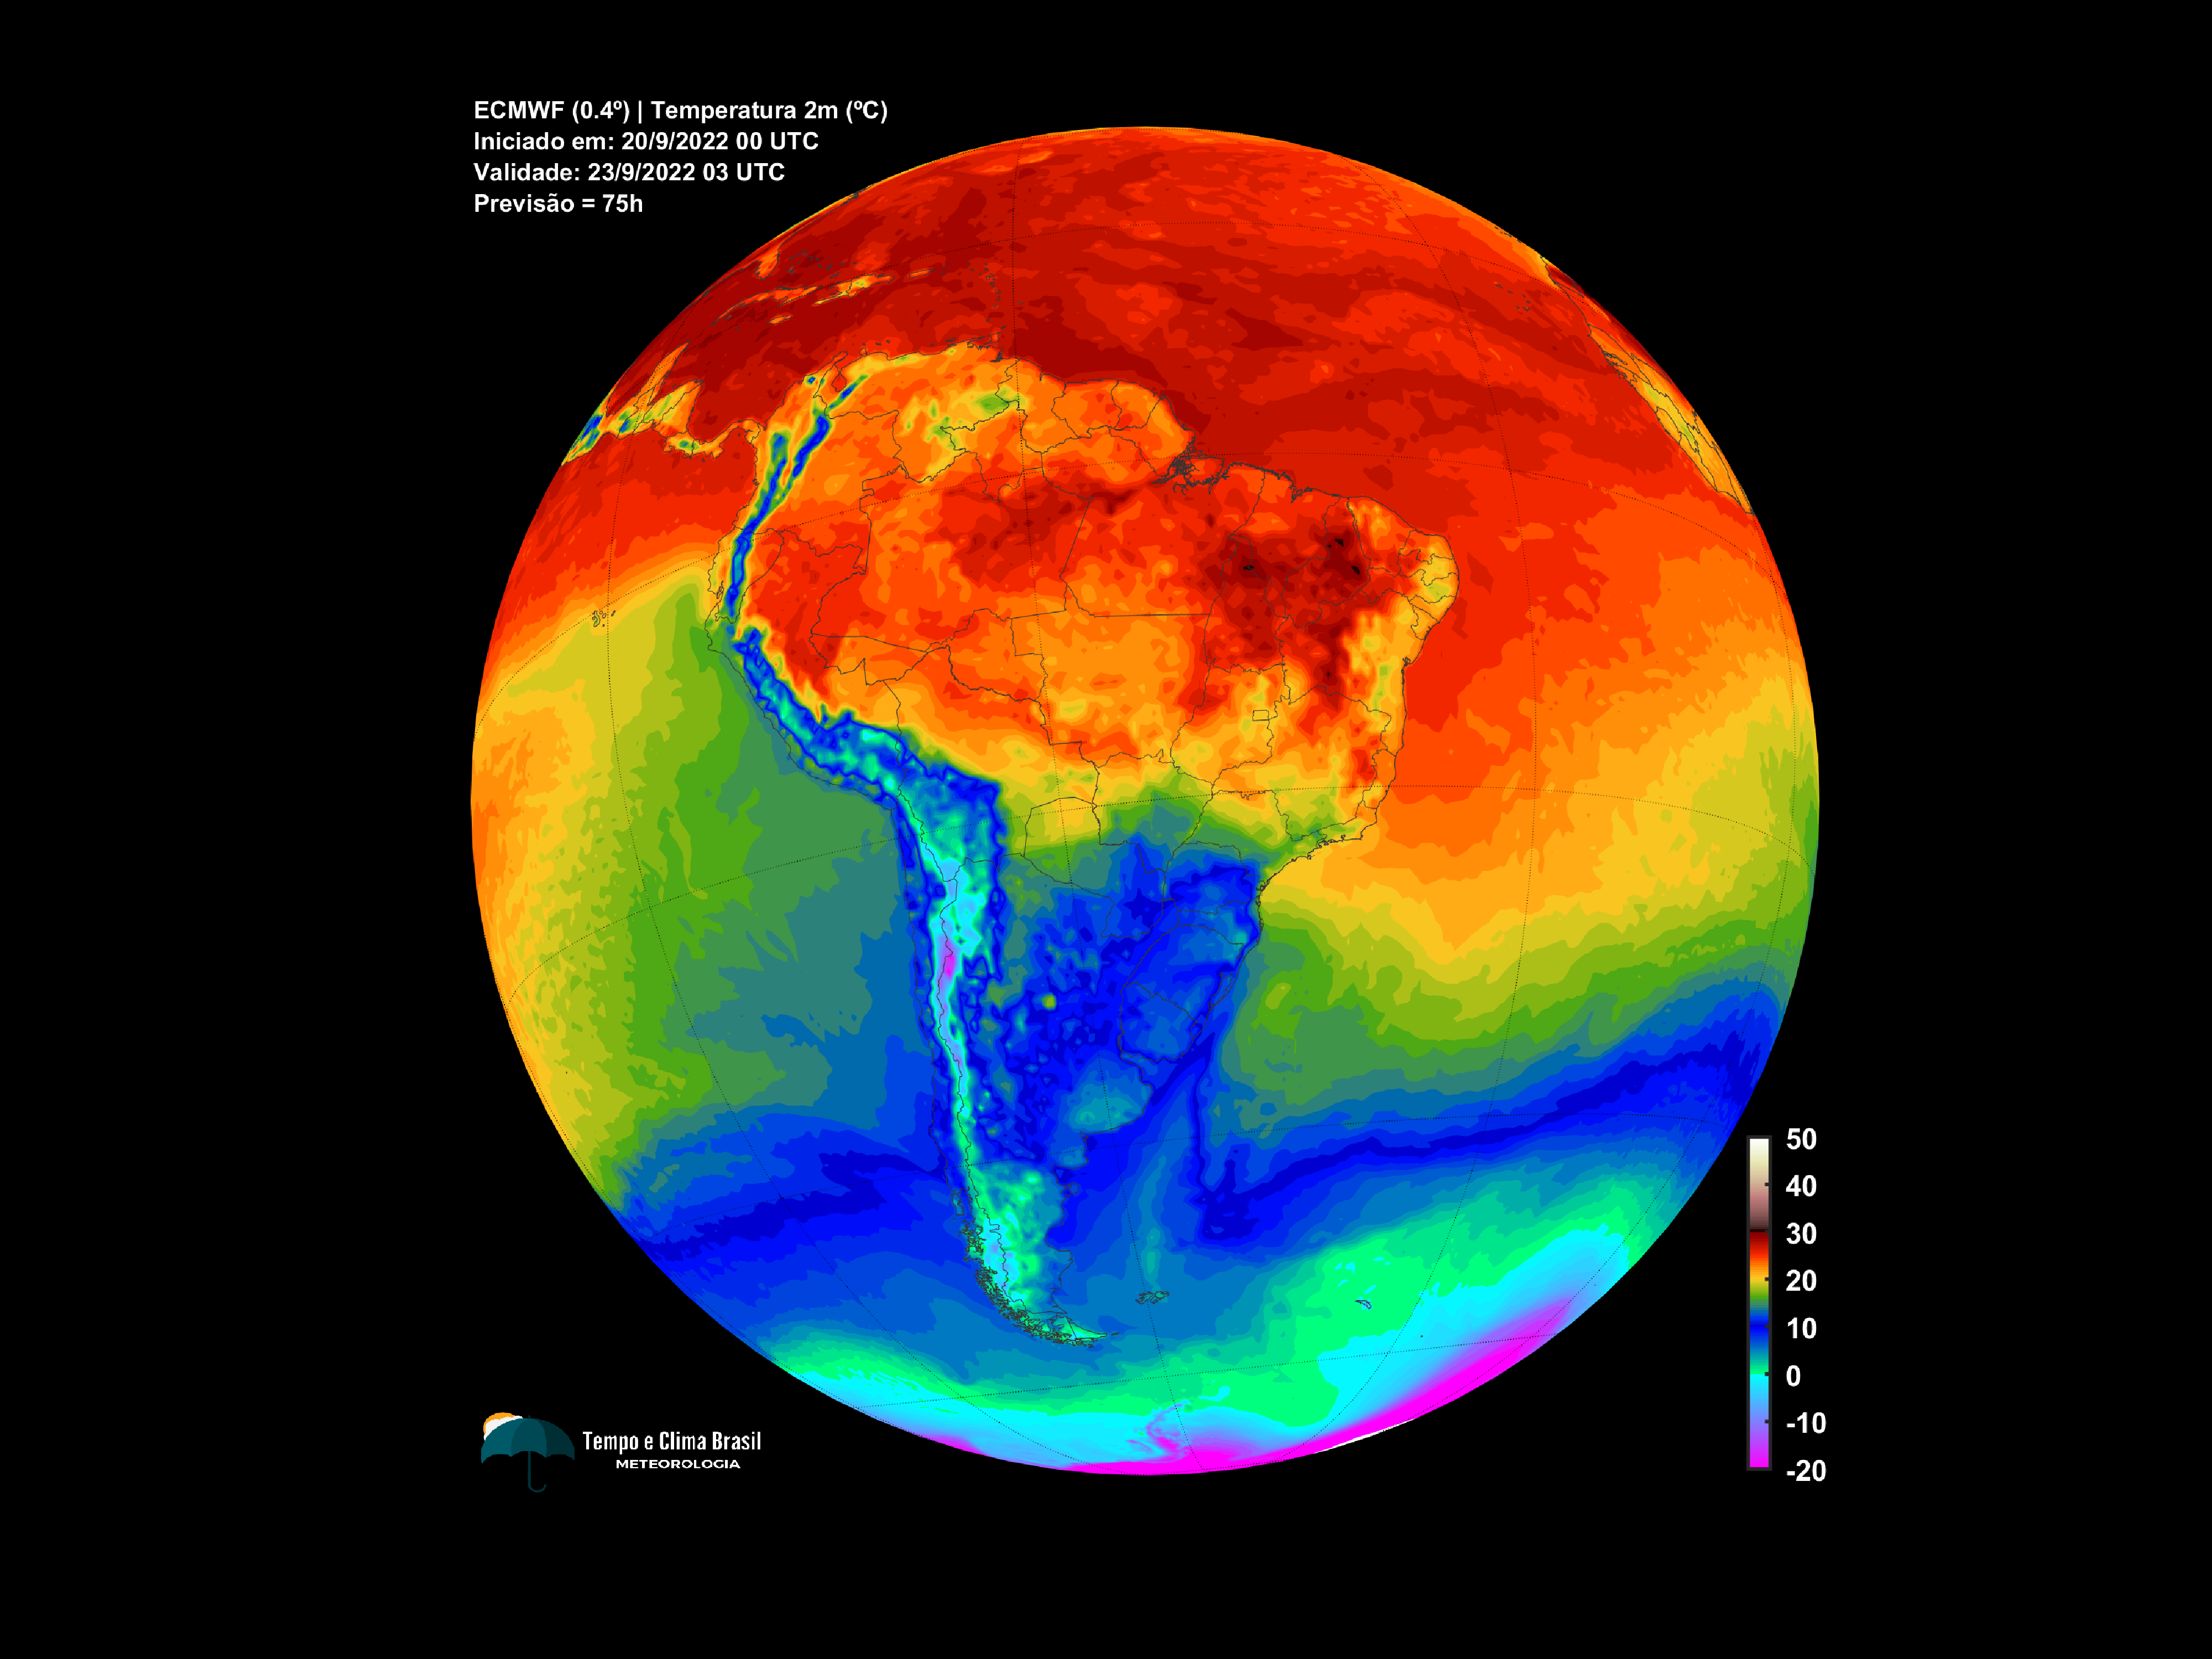 ECMWF (0.4º) | Temperatura 2m (ºC)
Iniciado em: 20/9/2022 00 UTC
Validade: 23/9/2022 03 UTC
Previsão = 75h
50
40
30
20
10
0
-10
-20
Tempo e Clima Brasil
METEOROLOGIA